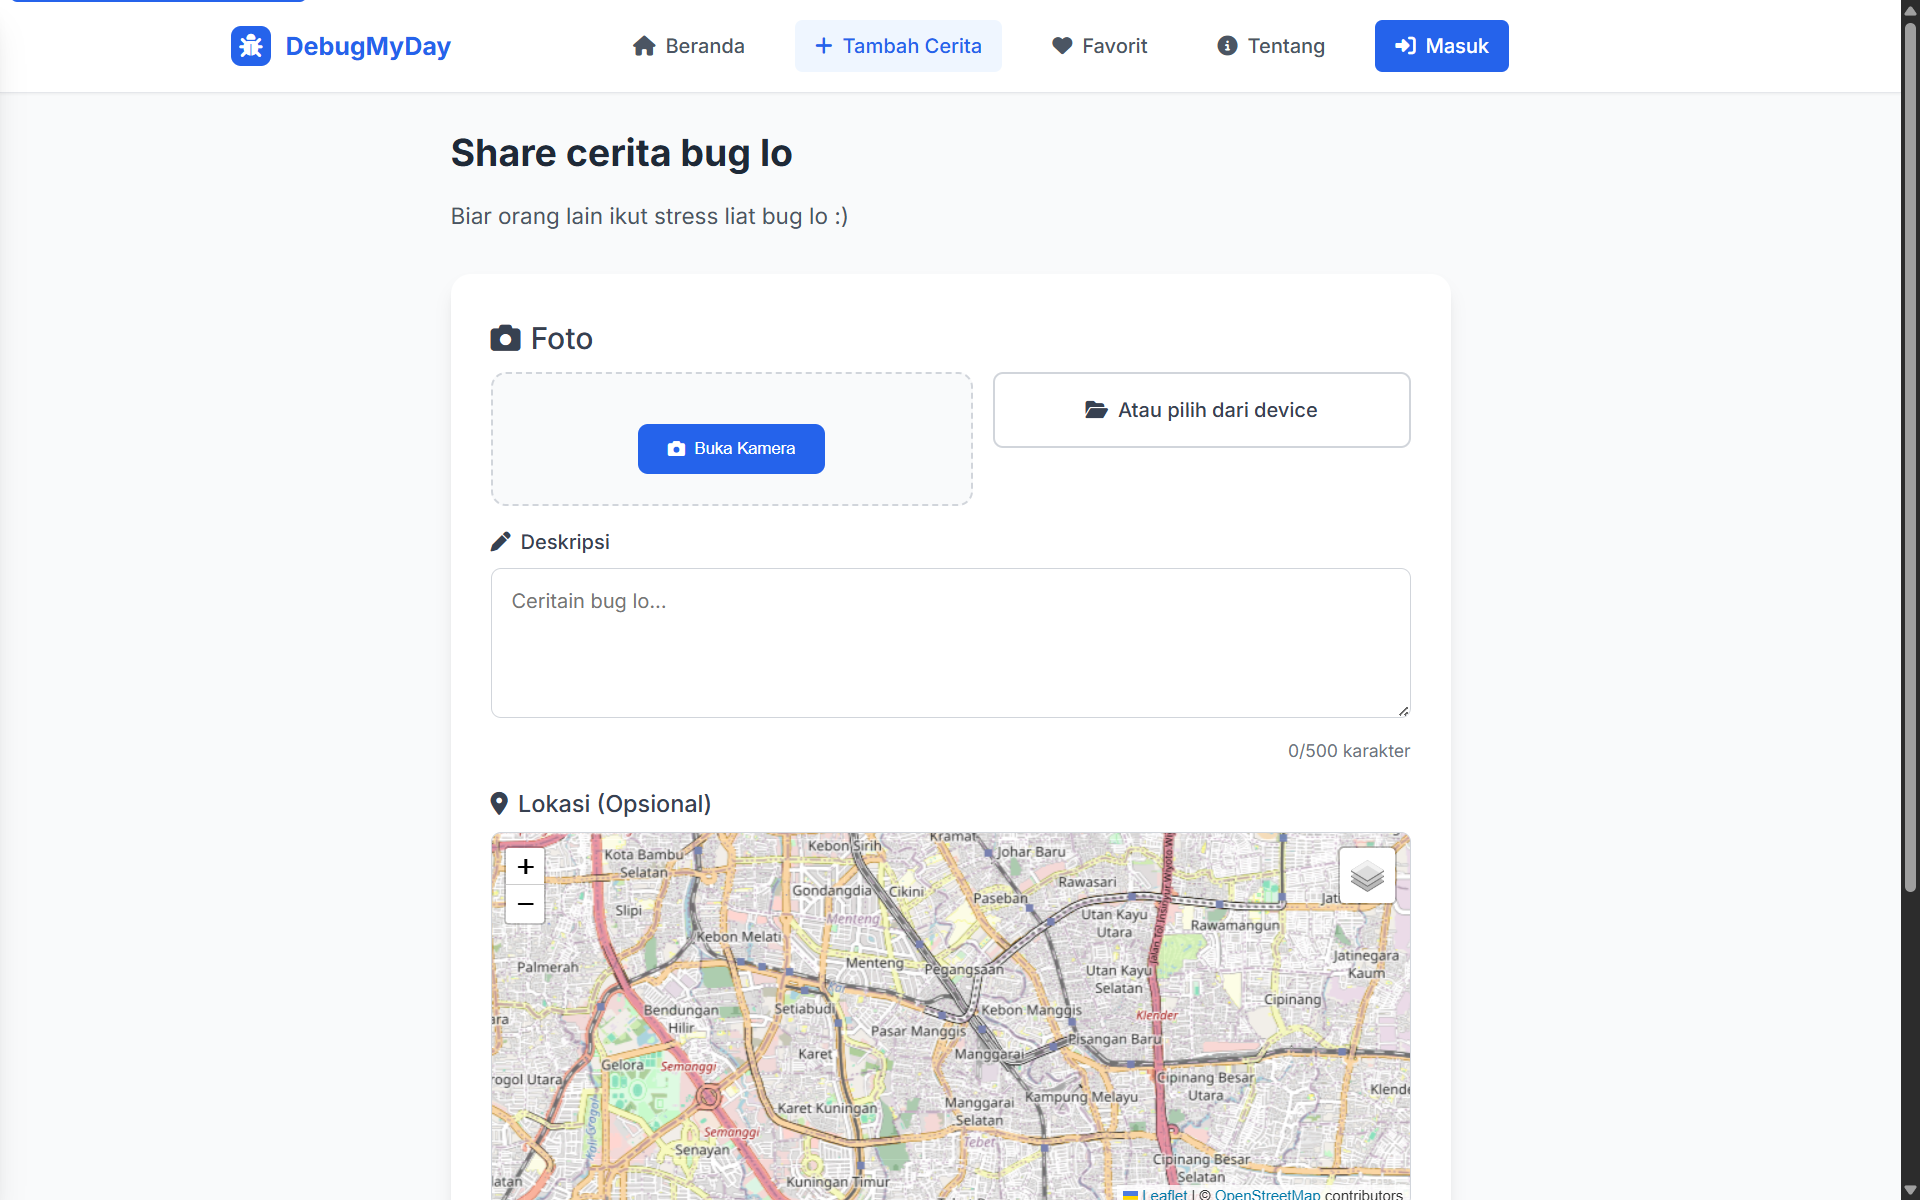 DebugMyDay
Beranda
Tambah Cerita
Favorit
Tentang
Masuk
Share cerita bug lo
Biar orang lain ikut stress liat bug lo :)
Foto
Buka Kamera
Atau pilih dari device
Deskripsi
Ceritain bug lo...
0/500 karakter
Lokasi (Opsional)
+
−
Kramat
Kebon Sirih
Kota Bambu
Selatan
Johar Baru
Gondangdia
Cikini
Rawasari
Paseban
Slipi
Menteng
Utan Kayu
Utara
Rawamangun
Kebon Melati
Jatinegara
Kaum
Palmerah
Menteng
Pegangsaan
Utan Kayu
Selatan
Cipinang
Bendungan
Hilir
Setiabudi
Kebon Manggis
Klender
Pasar Manggis
Pisangan Baru
Karet
Manggarai
Gelora
Semanggi
rogol Utara
Cipinang Besar
Utara
Klende
Kampung Melayu
Karet Kuningan
Manggarai
Selatan
Kali Grogol
Semanggi
Tebet
Senayan
Cipinang Besar
Selatan
Kuningan Timur
Leaflet | © OpenStreetMap contributors